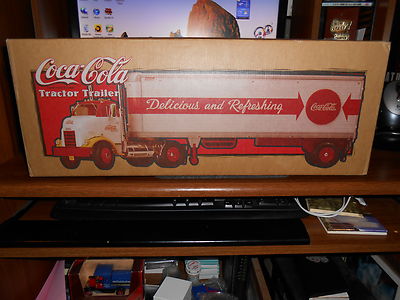 Coca-Cola
Tractor Trailer
Delicious and Refreshing
Coca-Cola